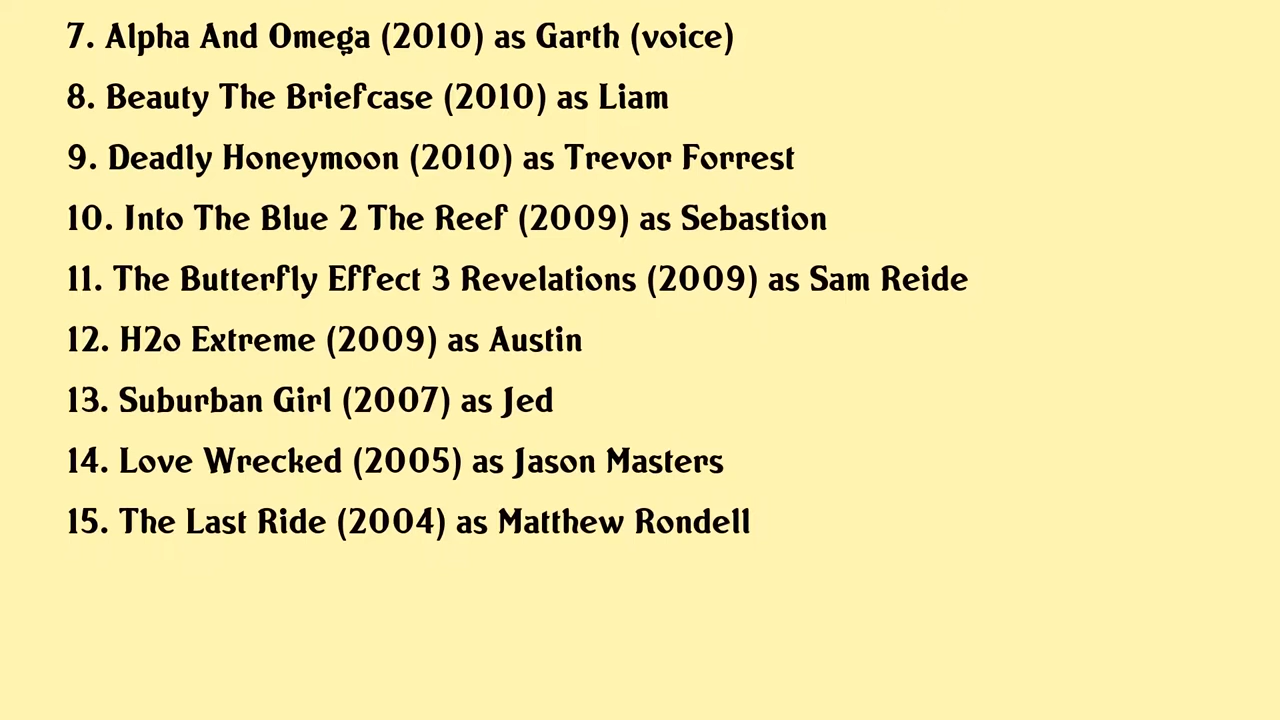 7. Alpha And Omega (2010) as Garth (voice)
8. Beauty The Briefcase (2010) as Liam
9. Deadly Honeymoon (2010) as Trevor Forrest
10. Into The Blue 2 The Reef (2009) as Sebastion
11. The Butterfly Effect 3 Revelations (2009) as Sam Reide
12. H2o Extreme (2009) as Austin
13. Suburban Girl (2007) as Jed
14. Love Wrecked (2005) as Jason Masters
15. The Last Ride (2004) as Matthew Rondell